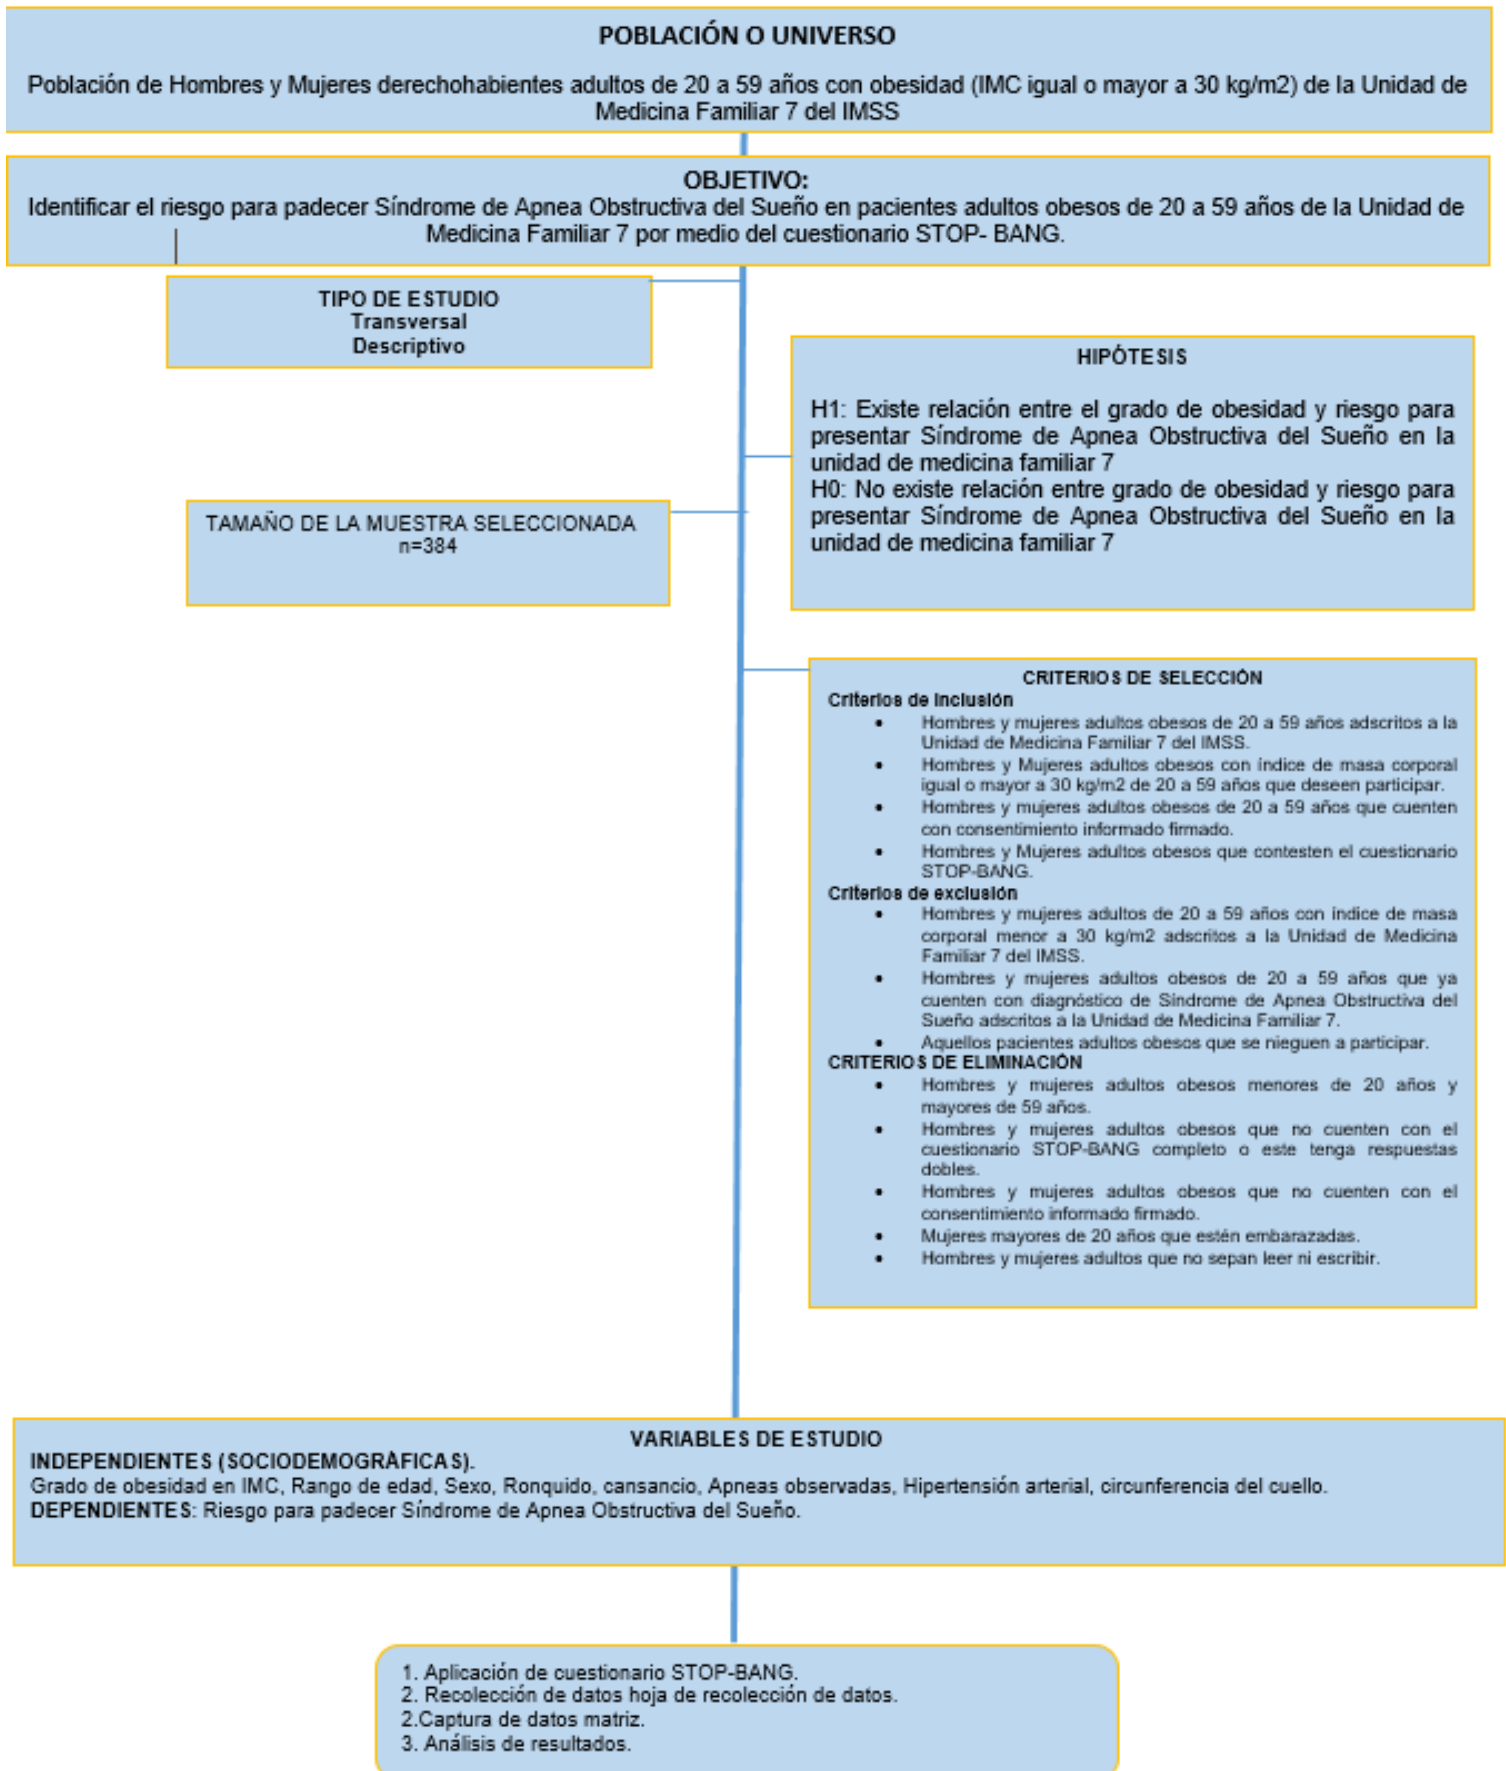 POBLACIÓN O UNIVERSO
Población de Hombres y Mujeres derechohabientes adultos de 20 a 59 años con obesidad (IMC igual o mayor a 30 kg/m2) de la Unidad de
Medicina Familiar 7 del IMSS
OBJETIVO:
Identificar el riesgo para padecer Síndrome de Apnea Obstructiva del Sueño en pacientes adultos obesos de 20 a 59 años de la Unidad de
Medicina Familiar 7 por medio del cuestionario STOP- BANG.
TIPO DE ESTUDIO
Transversal
Descriptivo
HIPÓTESIS
H1: Existe relación entre el grado de obesidad y riesgo para
presentar Síndrome de Apnea Obstructiva del Sueño en la
unidad de medicina familiar 7
H0: No existe relación entre grado de obesidad y riesgo para
presentar Síndrome de Apnea Obstructiva del Sueño en la
unidad de medicina familiar 7
TAMAÑO DE LA MUESTRA SELECCIONADA
n=384
CRITERIOS DE SELECCIÓN
Criterios de inclusión
• Hombres y mujeres adultos obesos de 20 a 59 años adscritos a la
Unidad de Medicina Familiar 7 del IMSS.
• Hombres y Mujeres adultos obesos con índice de masa corporal
igual o mayor a 30 kg/m2 de 20 a 59 años que deseen participar.
• Hombres y mujeres adultos obesos de 20 a 59 años que cuenten
con consentimiento informado firmado.
• Hombres y Mujeres adultos obesos que contesten el cuestionario
STOP-BANG.
Criterios de exclusión
• Hombres y mujeres adultos de 20 a 59 años con índice de masa
corporal menor a 30 kg/m2 adscritos a la Unidad de Medicina
Familiar 7 del IMSS.
• Hombres y mujeres adultos obesos de 20 a 59 años que ya
cuenten con diagnóstico de Síndrome de Apnea Obstructiva del
Sueño adscritos a la Unidad de Medicina Familiar 7.
• Aquellos pacientes adultos obesos que se nieguen a participar.
CRITERIOS DE ELIMINACIÓN
• Hombres y mujeres adultos obesos menores de 20 años y
mayores de 59 años.
• Hombres y mujeres adultos obesos que no cuenten con el
cuestionario STOP-BANG completo o este tenga respuestas
dobles.
• Hombres y mujeres adultos obesos que no cuenten con el
consentimiento informado firmado.
• Mujeres mayores de 20 años que estén embarazadas.
• Hombres y mujeres adultos que no sepan leer ni escribir.
VARIABLES DE ESTUDIO
INDEPENDIENTES (SOCIODEMOGRÁFICAS).
Grado de obesidad en IMC, Rango de edad, Sexo, Ronquido, cansancio, Apneas observadas, Hipertensión arterial, circunferencia del cuello.
DEPENDIENTES: Riesgo para padecer Síndrome de Apnea Obstructiva del Sueño.
1. Aplicación de cuestionario STOP-BANG.
2. Recolección de datos hoja de recolección de datos.
2.Captura de datos matriz.
3. Análisis de resultados.